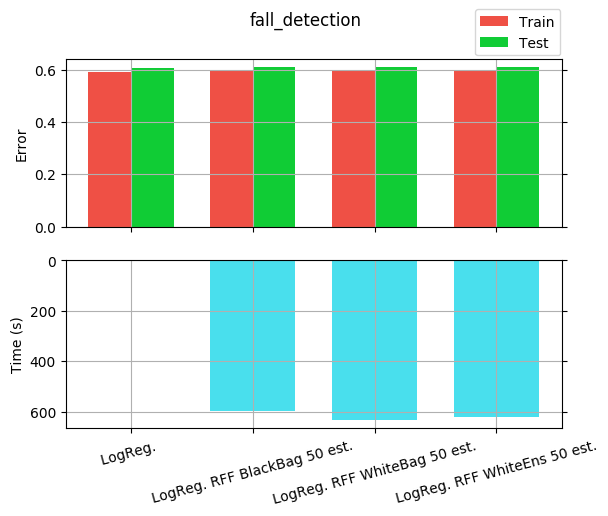 fall_detection
Train
Test
0.6
0.4
0.2
0.0
Error
0
200
400
600
Time (s)
LogReg.
LogReg. RFF BlackBag 50 est.
LogReg. RFF WhiteBag 50 est.
LogReg. RFF WhiteEns 50 est.